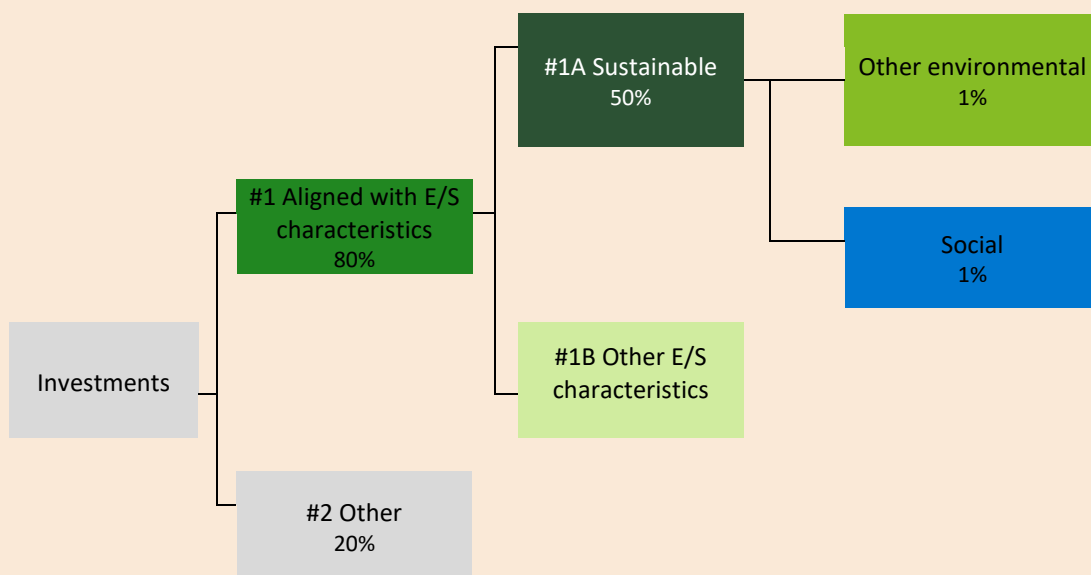 #1A Sustainable
50%
Other environmental
1%
#1 Aligned with E/S
characteristics
80%
Social
1%
Investments
#1B Other E/S
characteristics
#2 Other
20%